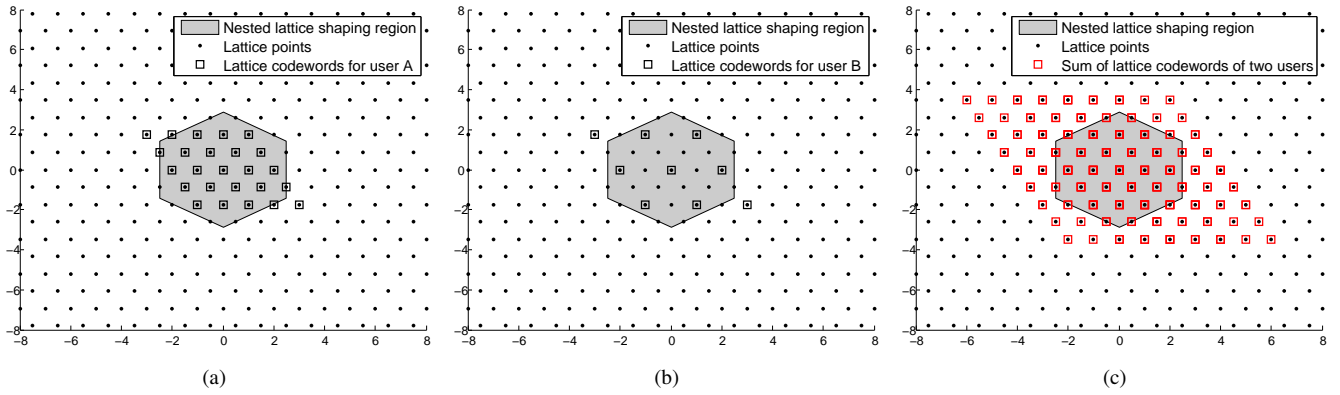 8
6
4
2
0
−2
−4
−6
−8
−8 −6 −4 −2 0 2 4 6 8
Nested lattice shaping region
Lattice points
Lattice codewords for user A
(a)
8
6
4
2
0
−2
−4
−6
−8
−8 −6 −4 −2 0 2 4 6 8
Nested lattice shaping region
Lattice points
Lattice codewords for user B
(b)
8
6
4
2
0
−2
−4
−6
−8
−8 −6 −4 −2 0 2 4 6 8
Nested lattice shaping region
Lattice points
Sum of lattice codewords of two users
(c)